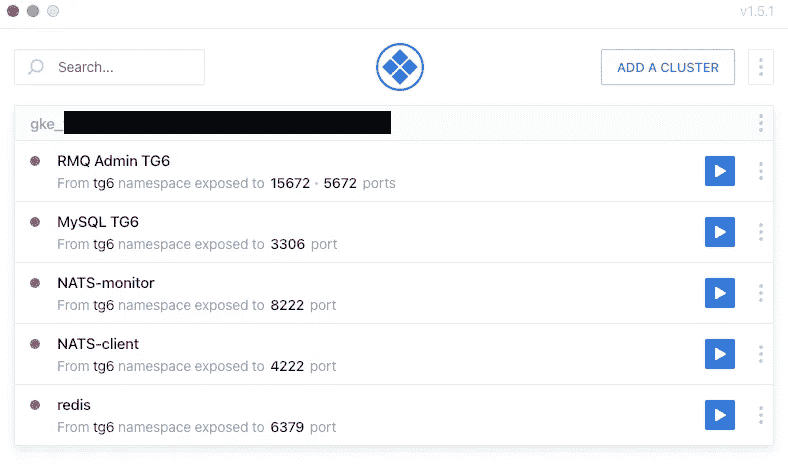 v1.5.1
Search...
ADD A CLUSTER
gke_
RMQ Admin TG6
From tg6 namespace exposed to 15672 · 5672 ports
MySQL TG6
From tg6 namespace exposed to 3306 port
NATS-monitor
From tg6 namespace exposed to 8222 port
NATS-client
From tg6 namespace exposed to 4222 port
redis
From tg6 namespace exposed to 6379 port